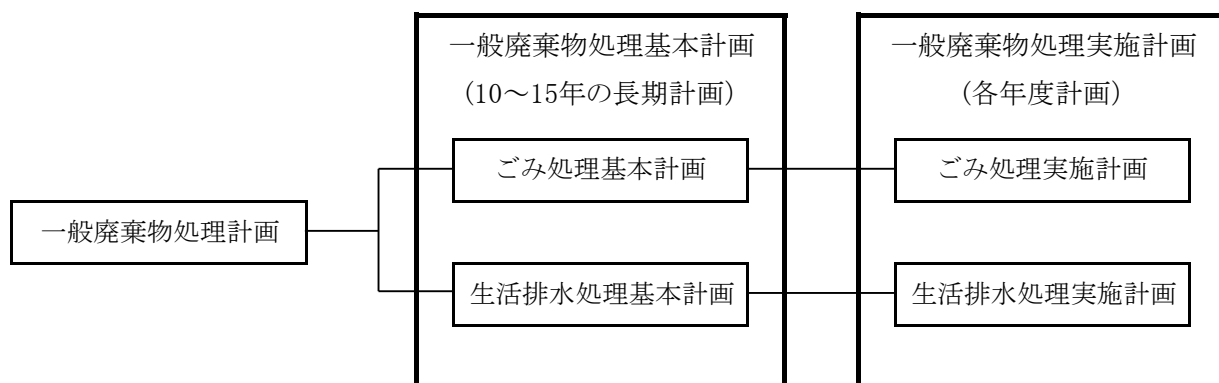 一般廃棄物処理基本計画
(10～15年の長期計画)
一般廃棄物処理実施計画
(各年度計画)
ごみ処理基本計画
ごみ処理実施計画
一般廃棄物処理計画
生活排水処理基本計画
生活排水処理実施計画